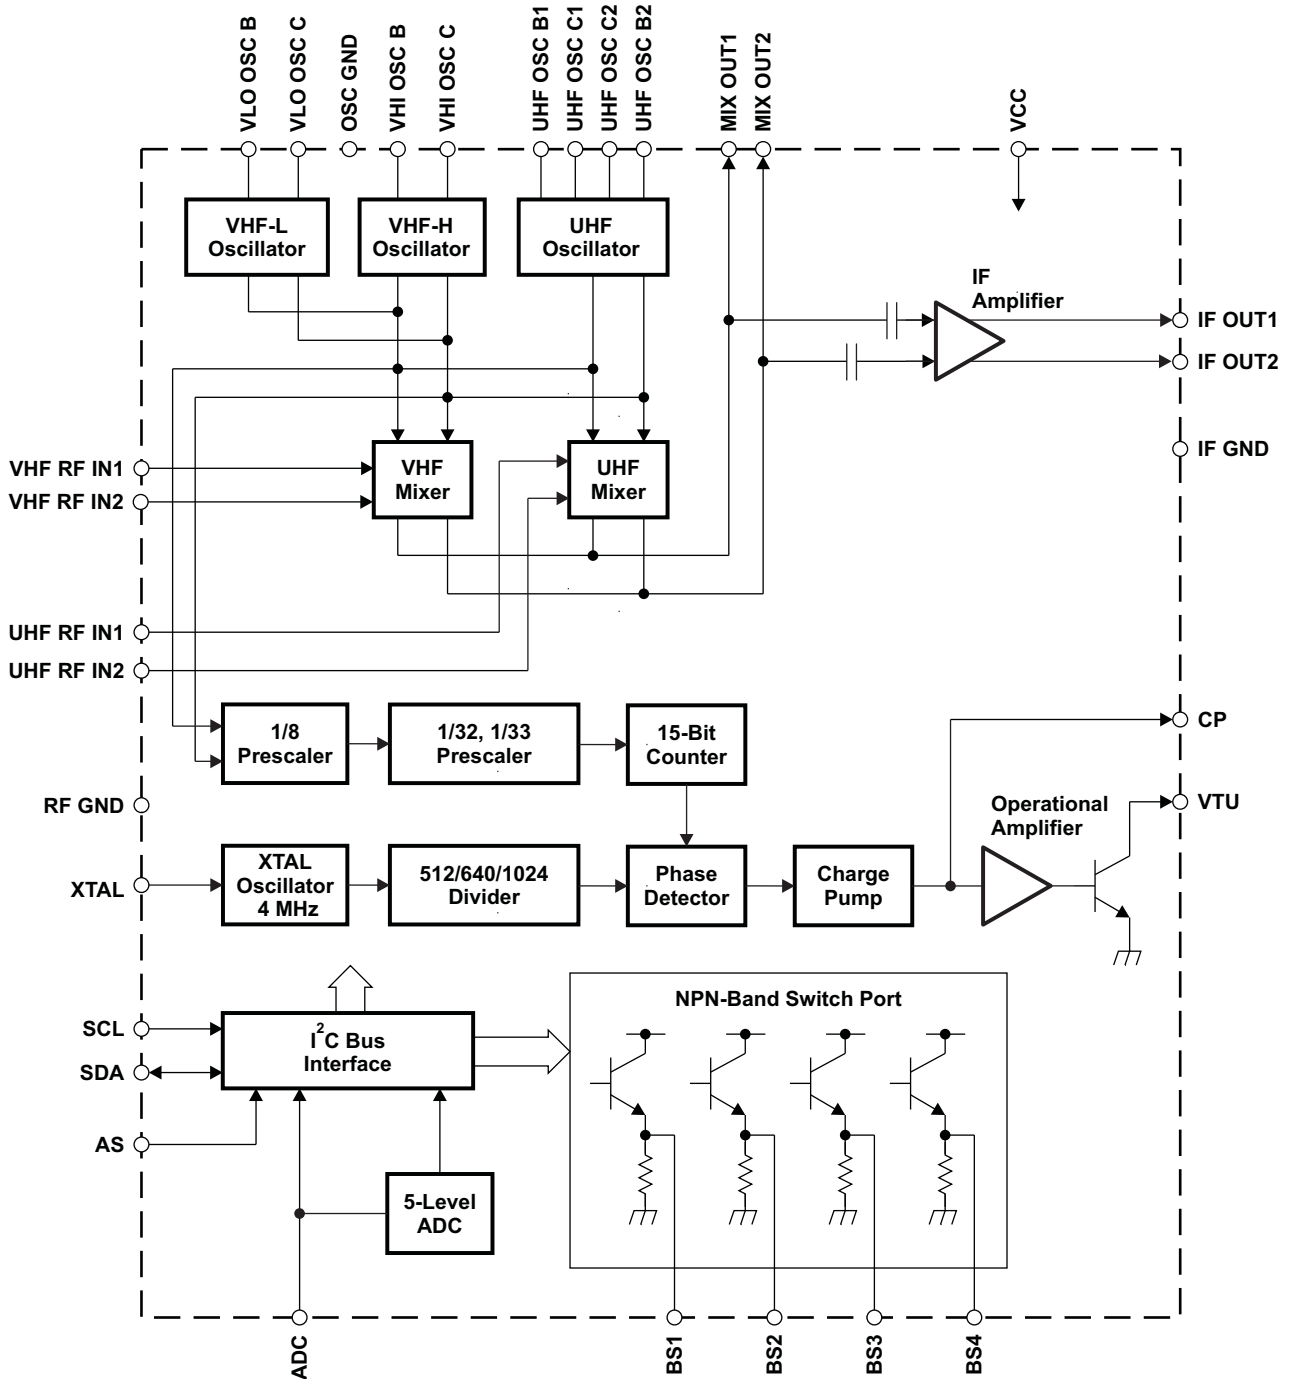 VLO OSC B
VLO OSC C
OSC GND
VHI OSC B
VHI OSC C
UHF OSC B1
UHF OSC C1
UHF OSC C2
UHF OSC B2
MIX OUT1
MIX OUT2
VCC
VHF-L
Oscillator
VHF-H
Oscillator
UHF
Oscillator
IF
Amplifier
IF OUT1
IF OUT2
IF GND
VHF RF IN1
VHF RF IN2
VHF
Mixer
UHF
Mixer
UHF RF IN1
UHF RF IN2
1/8
Prescaler
1/32, 1/33
Prescaler
15-Bit
Counter
CP
RF GND
Operational
Amplifier
VTU
XTAL
XTAL
Oscillator
4 MHz
512/640/1024
Divider
Phase
Detector
Charge
Pump
SCL
SDA
AS
I²C Bus
Interface
NPN-Band Switch Port
5-Level
ADC
ADC
BS1
BS2
BS3
BS4